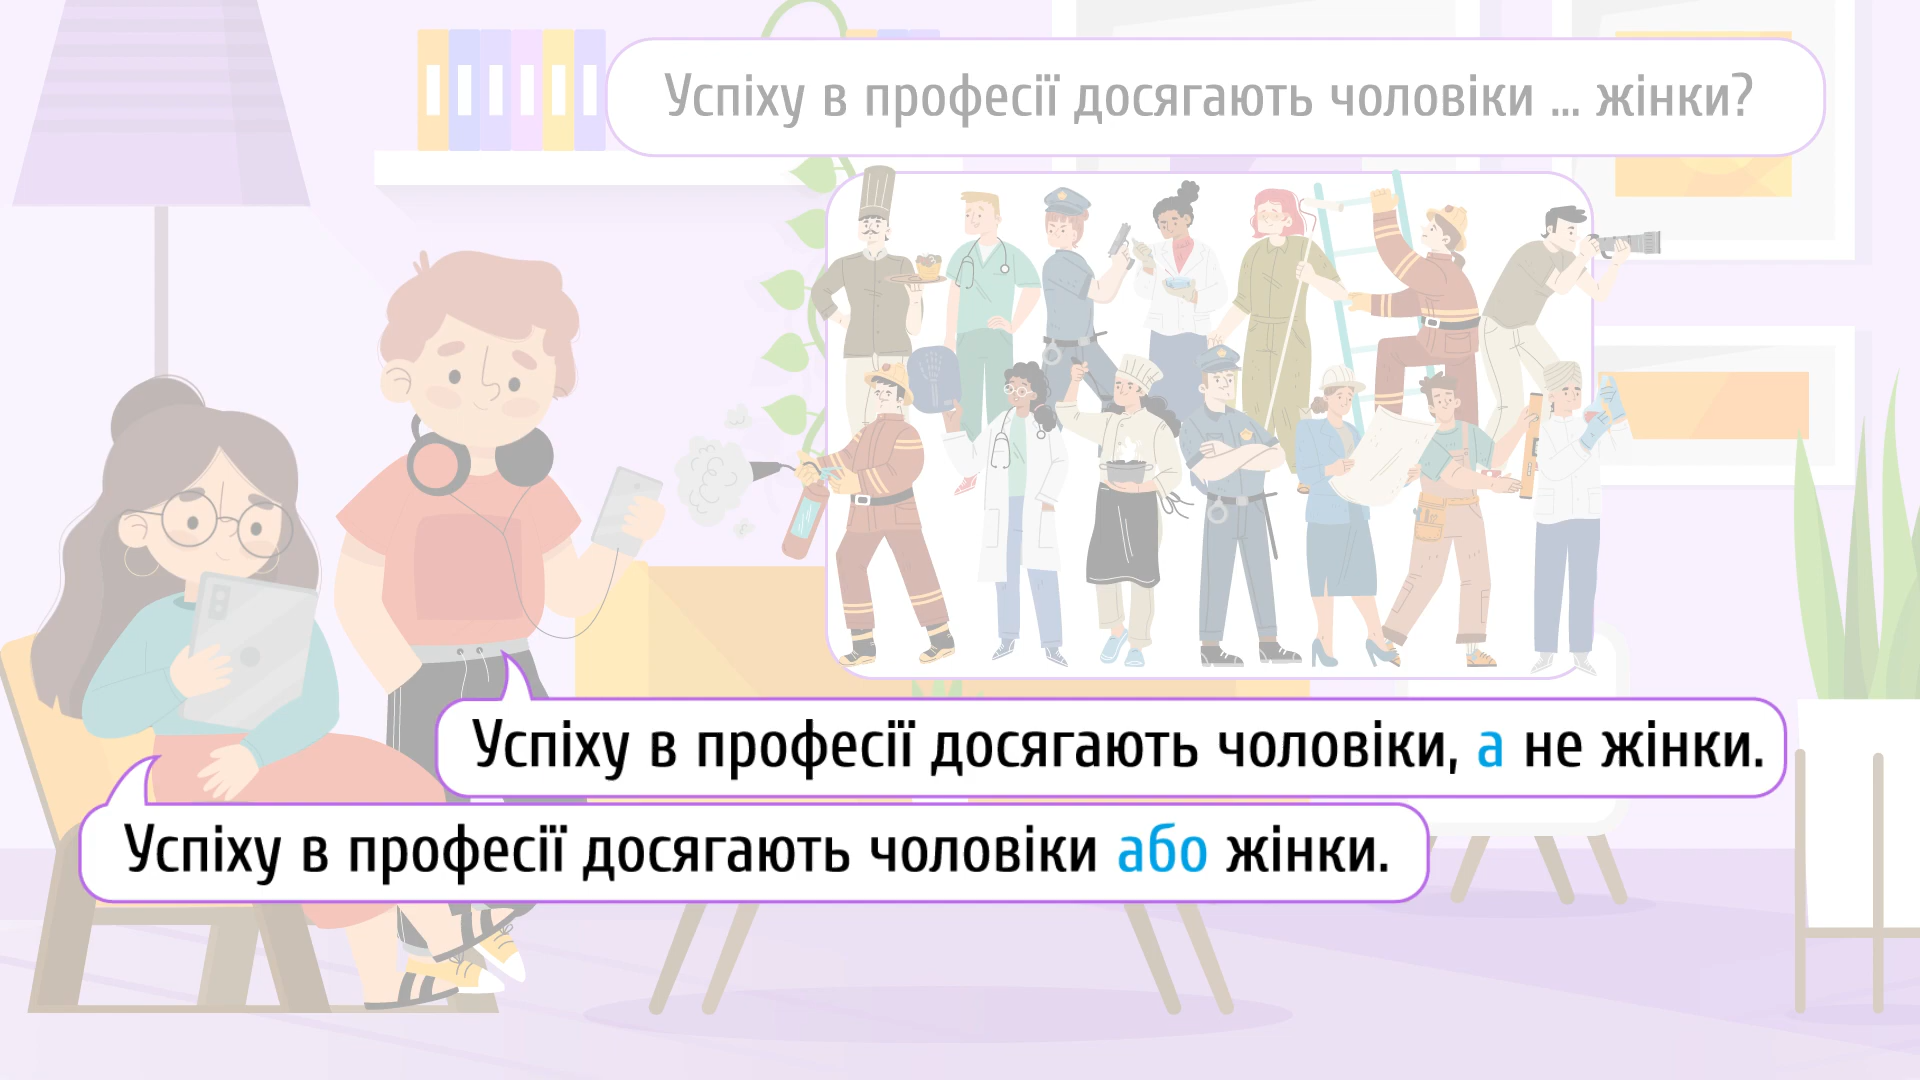 Успіху в професії досягають чоловіки ... жінки?
Успіху в професії досягають чоловіки, а не жінки.
Успіху в професії досягають чоловіки або жінки.